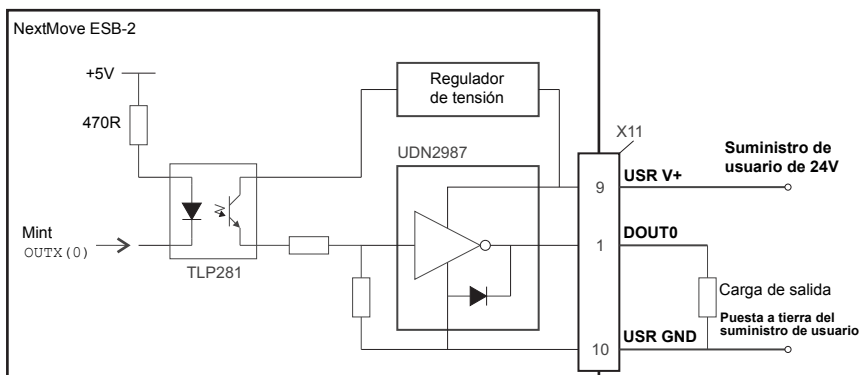 NextMove ESB-2
+5V
470R
Regulador
de tensión
UDN2987
X11
Suministro de
usuario de 24V
USR V+
9
Mint
OUTX(0)
TLP281
DOUT0
1
Carga de salida
Puesta a tierra del
suministro de usuario
USR GND
10